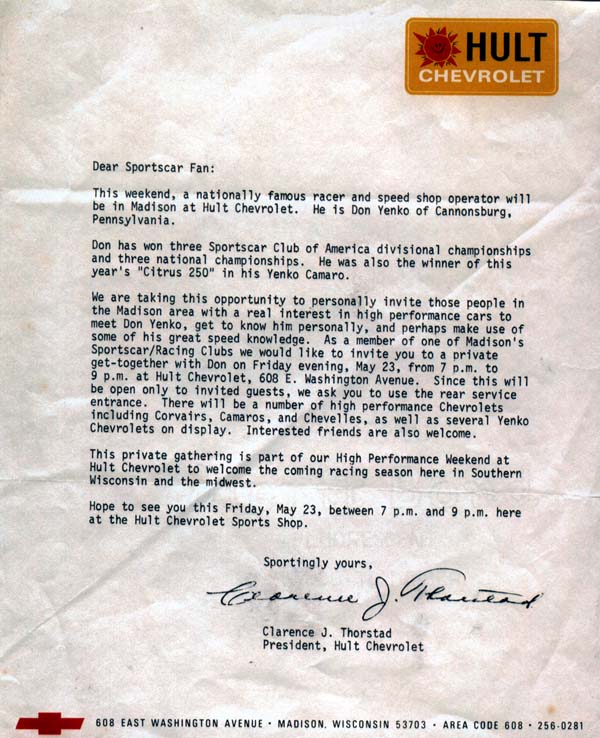 HULT
CHEVROLET
Dear Sportscar Fan:
This weekend, a nationally famous racer and speed shop operator will
be in Madison at Hult Chevrolet. He is Don Yenko of Cannonsburg,
Pennsylvania.
Don has won three Sportscar Club of America divisional championships
and three national championships. He was also the winner of this
year's "Citrus 250" in his Yenko Camaro.
We are taking this opportunity to personally invite those people in
the Madison area with a real interest in high performance cars to
meet Don Yenko, get to know him personally, and perhaps make use of
some of his great speed knowledge. As a member of one of Madison's
Sportscar/Racing Clubs we would like to invite you to a private
get-together with Don on Friday evening, May 23, from 7 p.m. to
9 p.m. at Hult Chevrolet, 608 E. Washington Avenue. Since this will
be open only to invited guests, we ask you to use the rear service
entrance. There will be a number of high performance Chevrolets
including Corvairs, Camaros, and Chevelles, as well as several Yenko
Chevrolets on display. Interested friends are also welcome.
This private gathering is part of our High Performance Weekend at
Hult Chevrolet to welcome the coming racing season here in Southern
Wisconsin and the midwest.
Hope to see you this Friday, May 23, between 7 p.m. and 9 p.m. here
at the Hult Chevrolet Sports Shop.
Sportingly yours,
Clarence J. Thorstad
Clarence J. Thorstad
President, Hult Chevrolet
608 EAST WASHINGTON AVENUE • MADISON, WISCONSIN 53703 • AREA CODE 608 • 256-0281